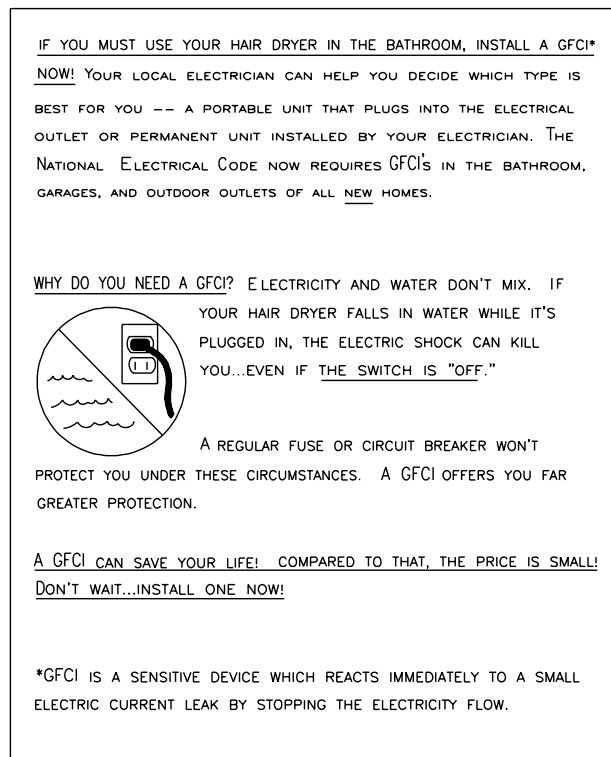 IF YOU MUST USE YOUR HAIR DRYER IN THE BATHROOM, INSTALL A GFCI*
NOW! YOUR LOCAL ELECTRICIAN CAN HELP YOU DECIDE WHICH TYPE IS
BEST FOR YOU -- A PORTABLE UNIT THAT PLUGS INTO THE ELECTRICAL
OUTLET OR PERMANENT UNIT INSTALLED BY YOUR ELECTRICIAN. THE
NATIONAL ELECTRICAL CODE NOW REQUIRES GFCI'S IN THE BATHROOM,
GARAGES, AND OUTDOOR OUTLETS OF ALL NEW HOMES.
WHY DO YOU NEED A GFCI? ELECTRICITY AND WATER DON'T MIX. IF
YOUR HAIR DRYER FALLS IN WATER WHILE IT'S
PLUGGED IN, THE ELECTRIC SHOCK CAN KILL
YOU...EVEN IF THE SWITCH IS "OFF."
A REGULAR FUSE OR CIRCUIT BREAKER WON'T
PROTECT YOU UNDER THESE CIRCUMSTANCES. A GFCI OFFERS YOU FAR
GREATER PROTECTION.
A GFCI CAN SAVE YOUR LIFE! COMPARED TO THAT, THE PRICE IS SMALL!
DON'T WAIT...INSTALL ONE NOW!
*GFCI IS A SENSITIVE DEVICE WHICH REACTS IMMEDIATELY TO A SMALL
ELECTRIC CURRENT LEAK BY STOPPING THE ELECTRICITY FLOW.